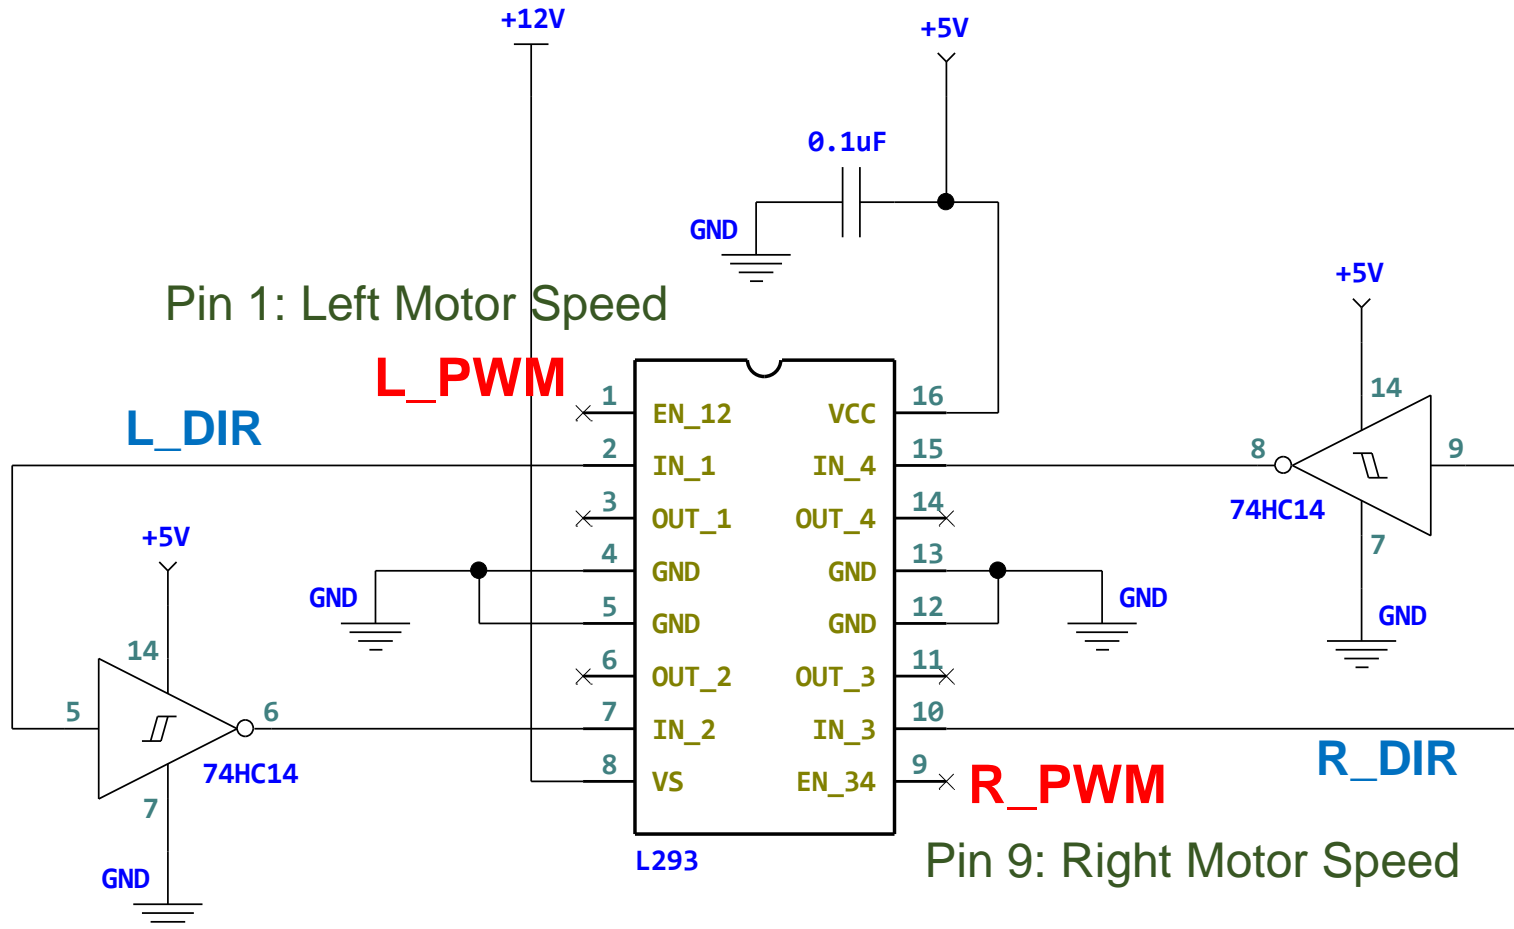 +12V
+5V
0.1uF
GND
+5V
Pin 1: Left Motor Speed
L_PWM
L_DIR
1 EN_12 VCC 16
14
2 IN_1 IN_4 15
8 9
3 OUT_1 OUT_4 14
74HC14
+5V
7
4 GND GND 13
GND
GND
GND
5 GND GND 12
14
6 OUT_2 OUT_3 11
5 6
7 IN_2 IN_3 10
R_DIR
74HC14
8 VS EN_34 9
R_PWM
7
L293
Pin 9: Right Motor Speed
GND